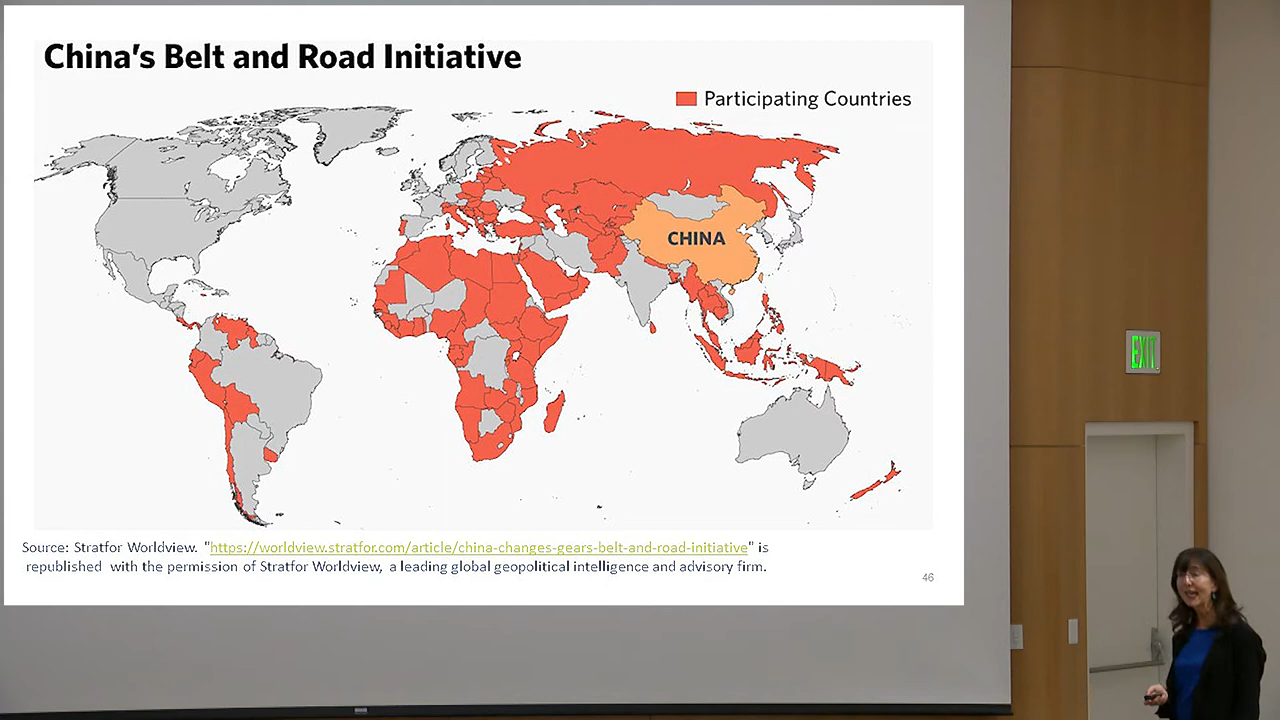 China's Belt and Road Initiative
Participating Countries
CHINA
Source: Stratfor Worldview. "https://worldview.stratfor.com/article/china-changes-gears-belt-and-road-initiative" is
republished with the permission of Stratfor Worldview, a leading global geopolitical intelligence and advisory firm.
46
EXIT